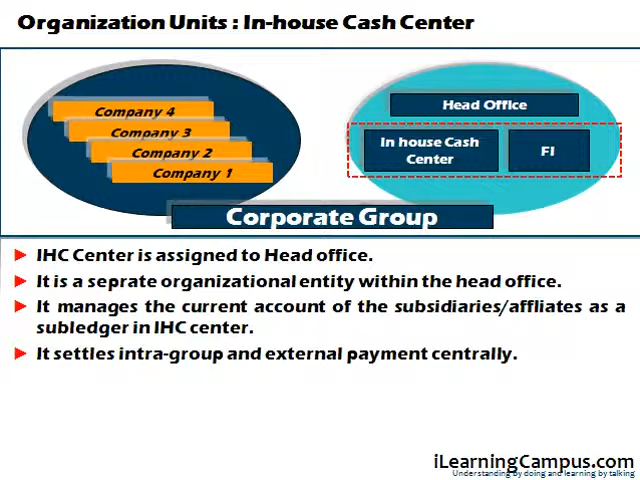 Organization Units : In-house Cash Center
Company 4
Company 3
Company 2
Company 1
Head Office
In house Cash
Center
FI
Corporate Group
IHC Center is assigned to Head office.
It is a seprate organizational entity within the head office.
It manages the current account of the subsidiaries/affliates as a
subledger in IHC center.
It settles intra-group and external payment centrally.
iLearningCampus.com
Understanding by doing and learning by talking